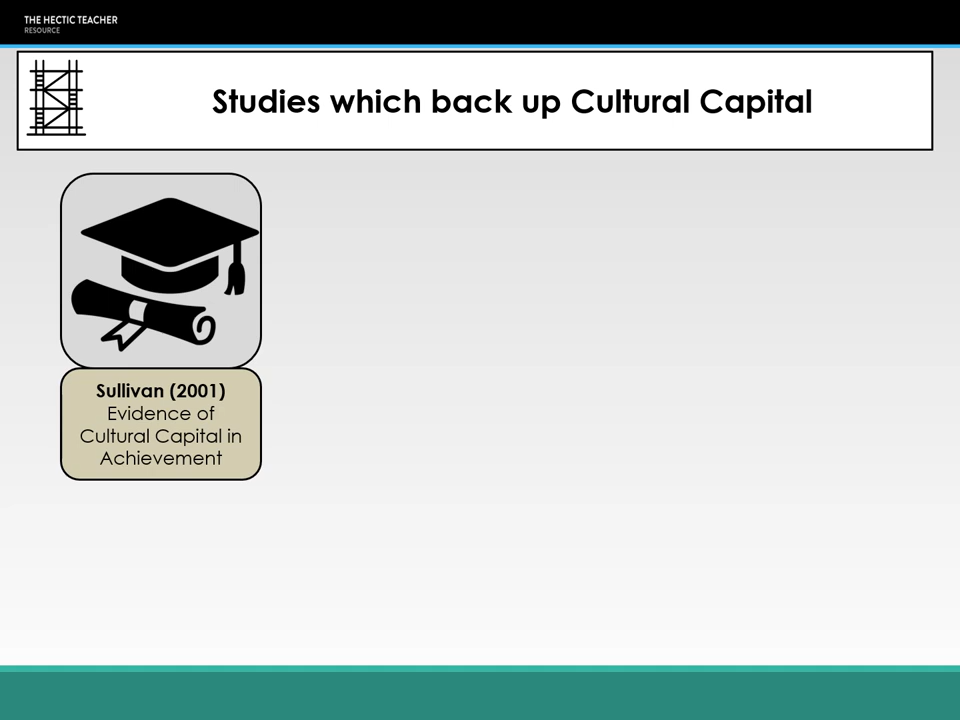 THE HECTIC TEACHER
RESOURCE
Studies which back up Cultural Capital
Sullivan (2001)
Evidence of
Cultural Capital in
Achievement